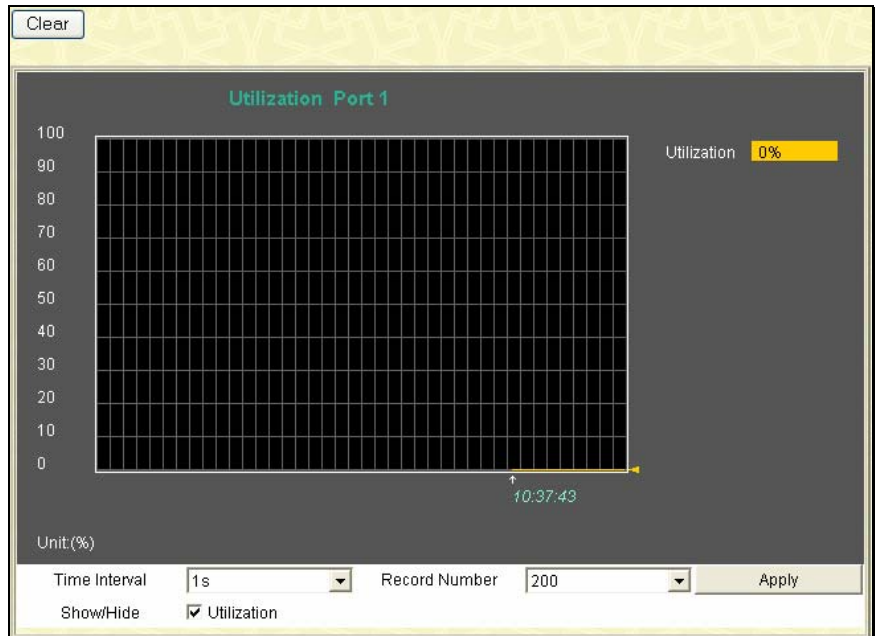 Clear
Utilization Port 1
100
90
80
70
60
50
40
30
20
10
0
Utilization 0%
10:37:43
Unit:(%)
Time Interval 1s Record Number 200 Apply
Show/Hide Utilization